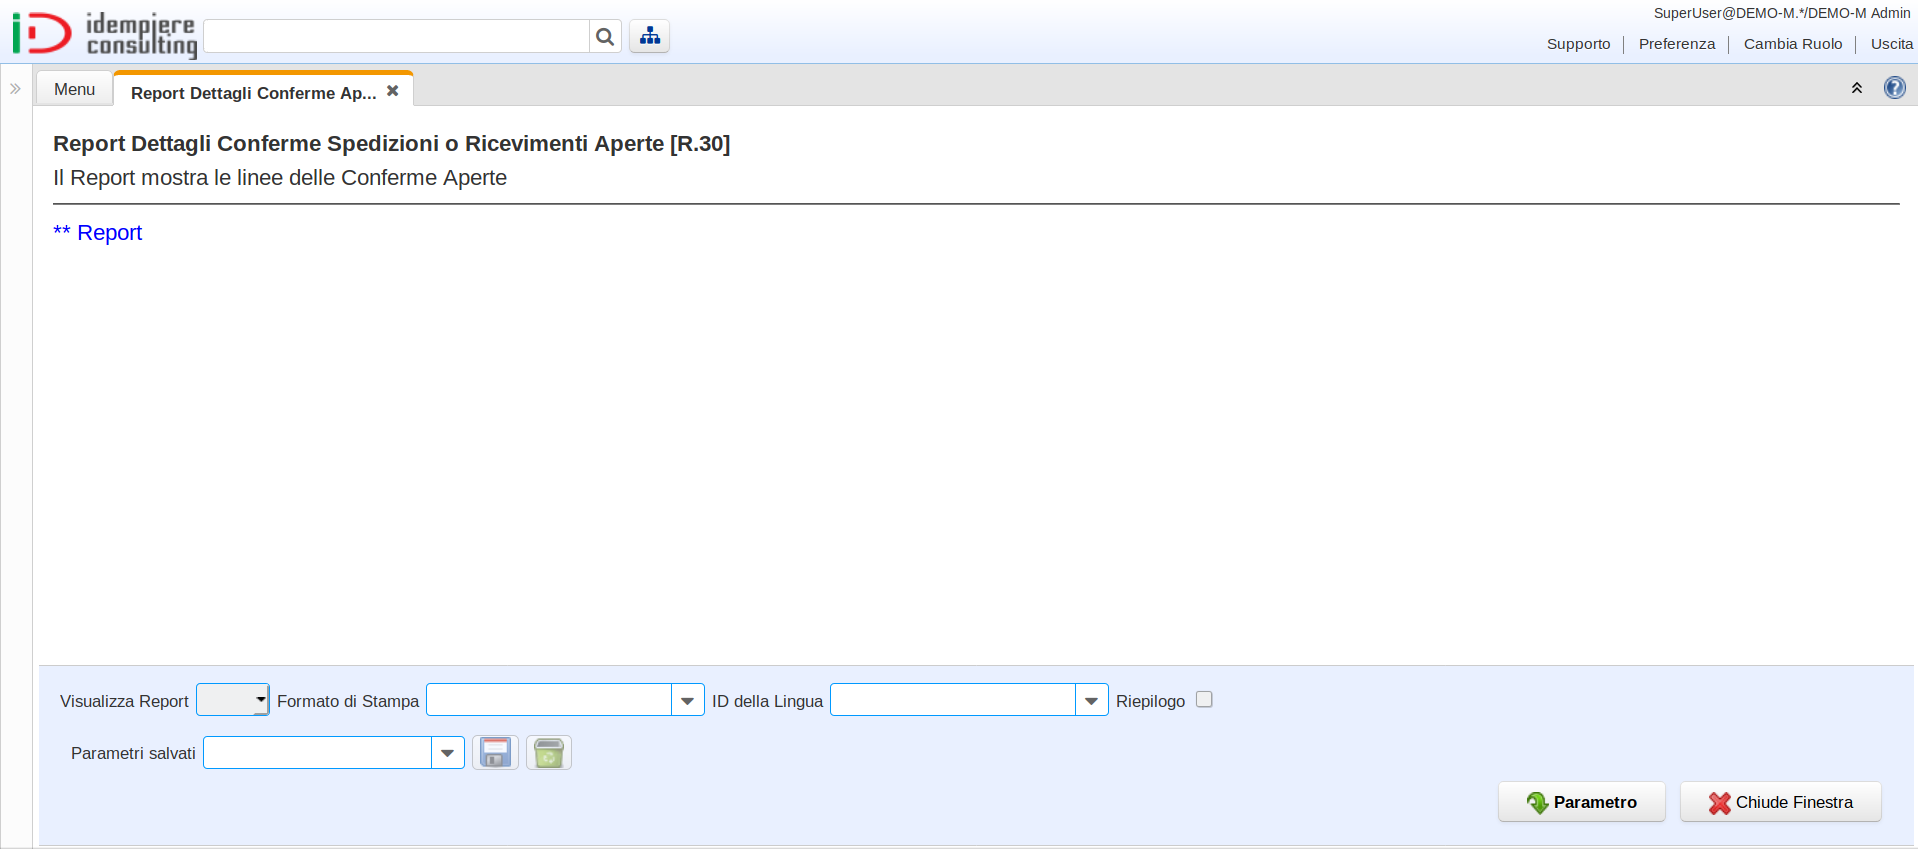 idempiere
consulting
SuperUser@DEMO-M.*/DEMO-M Admin
Supporto Preferenza Cambia Ruolo Uscita
Menu
Report Dettagli Conferme Ap...
Report Dettagli Conferme Spedizioni o Ricevimenti Aperte [R.30]
Il Report mostra le linee delle Conferme Aperte
** Report
Visualizza Report Formato di Stampa ID della Lingua Riepilogo
Parametri salvati
Parametro Chiude Finestra